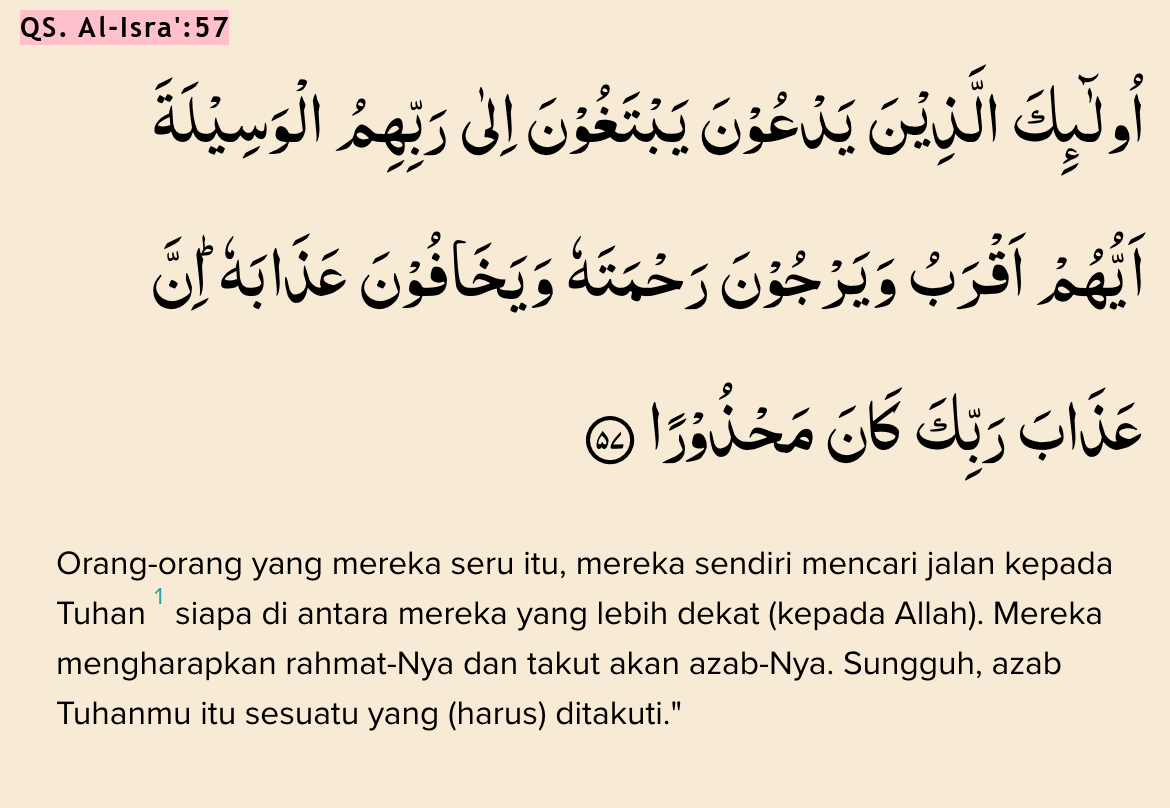 QS. Al-Isra':57
اُولٰۤىِٕكَ الَّذِيْنَ يَدْعُوْنَ يَبْتَغُوْنَ اِلٰى رَبِّهِمُ الْوَسِيْلَةَ
اَيُّهُمْ اَقْرَبُ وَيَرْجُوْنَ رَحْمَتَهٗ وَيَخَافُوْنَ عَذَابَهٗۗ اِنَّ
عَذَابَ رَبِّكَ كَانَ مَحْذُوْرًا ۝٥٧
Orang-orang yang mereka seru itu, mereka sendiri mencari jalan kepada
Tuhan ¹ siapa di antara mereka yang lebih dekat (kepada Allah). Mereka
mengharapkan rahmat-Nya dan takut akan azab-Nya. Sungguh, azab
Tuhanmu itu sesuatu yang (harus) ditakuti."